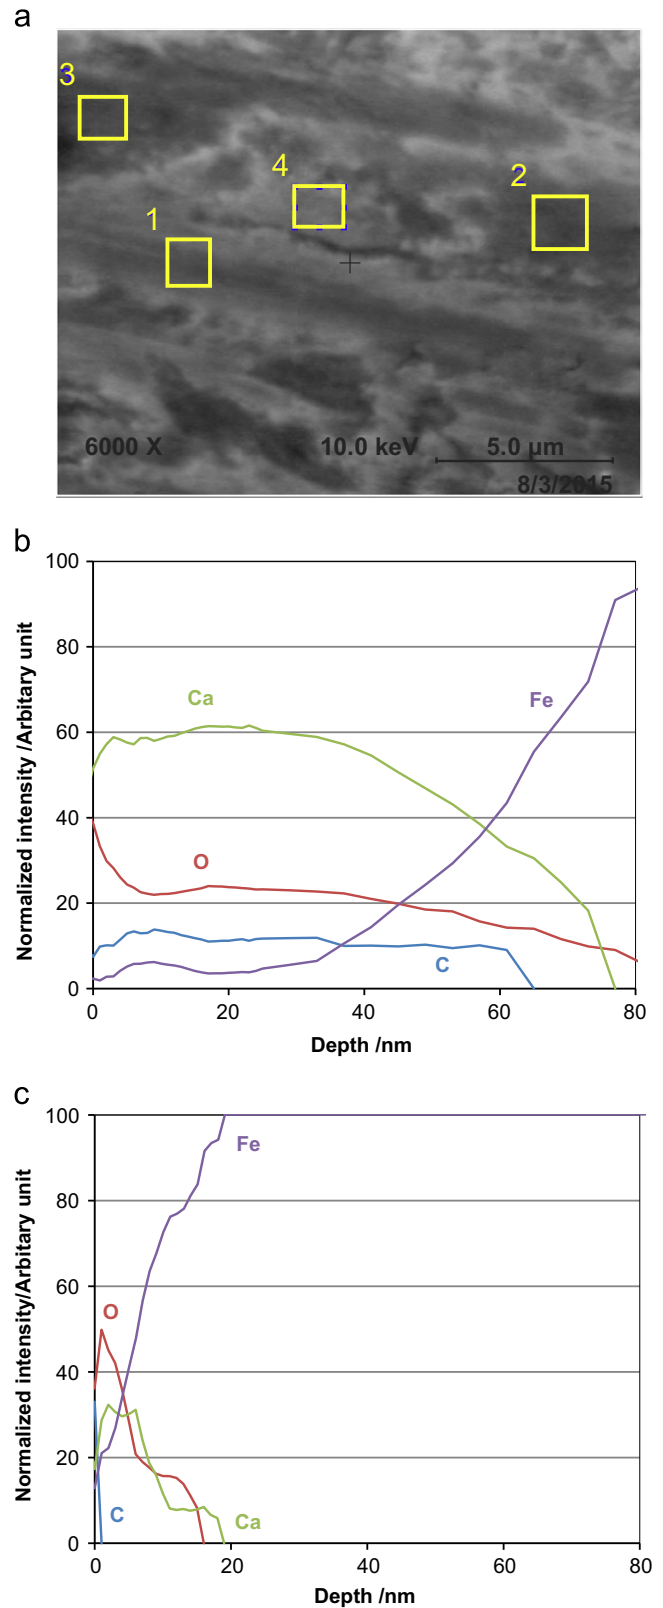 a
3
4
2
1
6000 X 10.0 keV 5.0 µm
8/3/2015
b
Normalized intensity /Arbitary unit
100
80
60
40
20
0
Ca
Fe
O
C
0 20 40 60 80
Depth /nm
c
Normalized intensity/Arbitary unit
100
80
60
40
20
0
Fe
O
C
Ca
0 20 40 60 80
Depth /nm